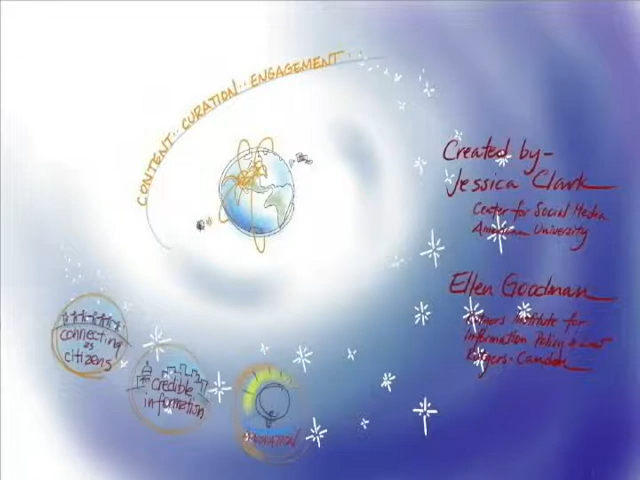 CONTENT·· CURATION·· ENGAGEMENT···
Created by-
Jessica Clark
Center for Social Media
American University
Ellen Goodman
Rutgers Institute for
Information Policy & Law
Rutgers-Camden
connecting
as
citizens
credible
information